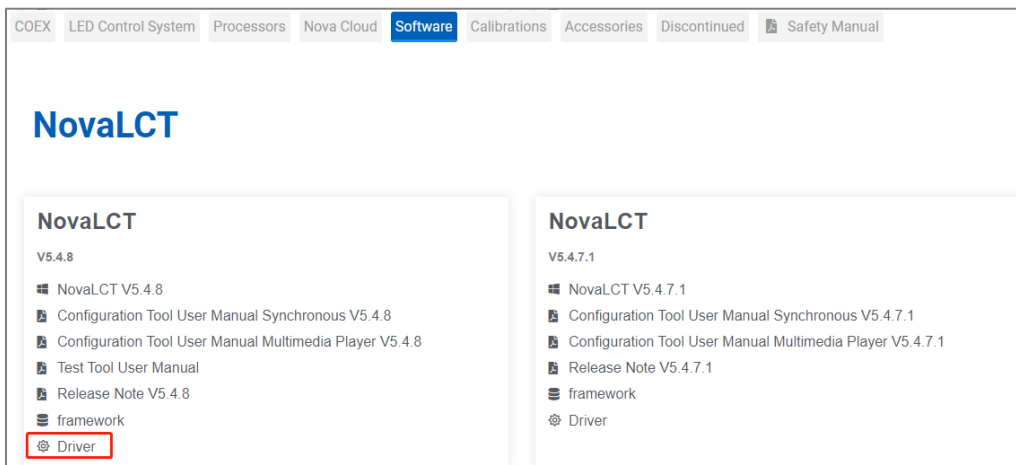 COEX LED Control System Processors Nova Cloud Software Calibrations Accessories Discontinued Safety Manual
NovaLCT
NovaLCT
V5.4.8
NovaLCT V5.4.8
Configuration Tool User Manual Synchronous V5.4.8
Configuration Tool User Manual Multimedia Player V5.4.8
Test Tool User Manual
Release Note V5.4.8
framework
Driver
NovaLCT
V5.4.7.1
NovaLCT V5.4.7.1
Configuration Tool User Manual Synchronous V5.4.7.1
Configuration Tool User Manual Multimedia Player V5.4.7.1
Release Note V5.4.7.1
framework
Driver